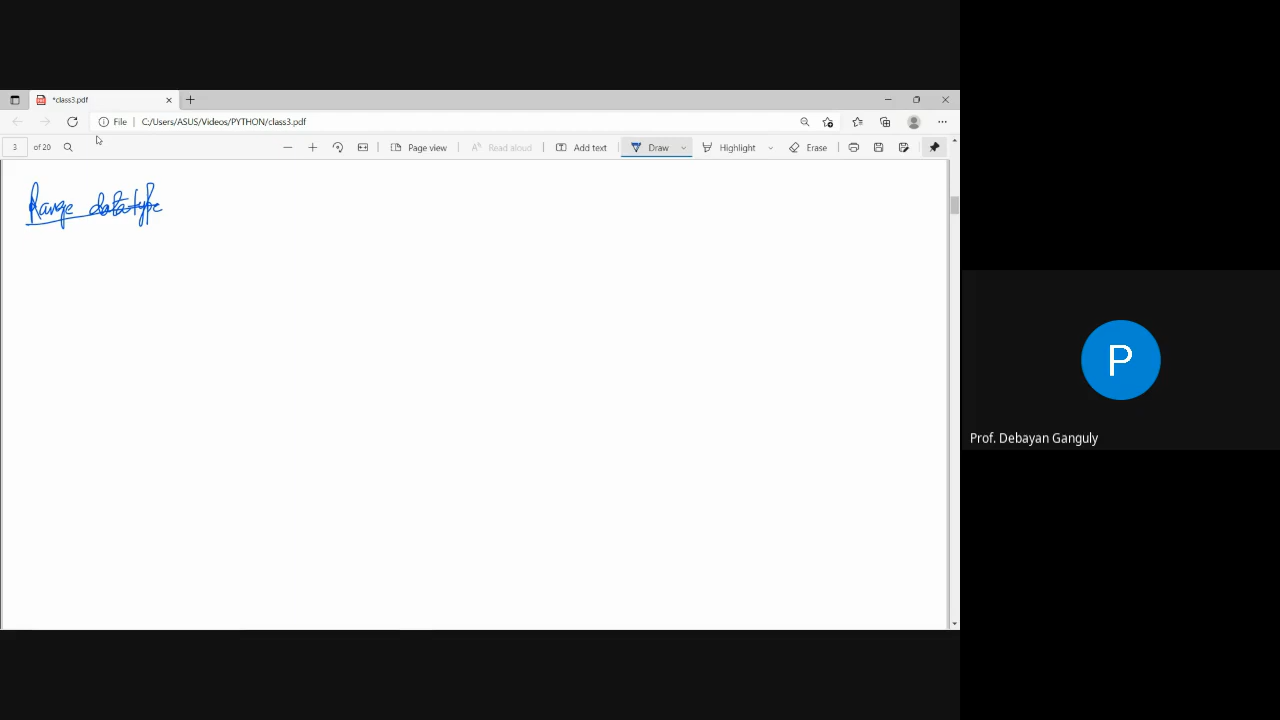 *class3.pdf
File
C:/Users/ASUS/Videos/PYTHON/class3.pdf
3 of 20
Page view
Read aloud
Add text
Draw
Highlight
Erase
Range datatype
P
Prof. Debayan Ganguly